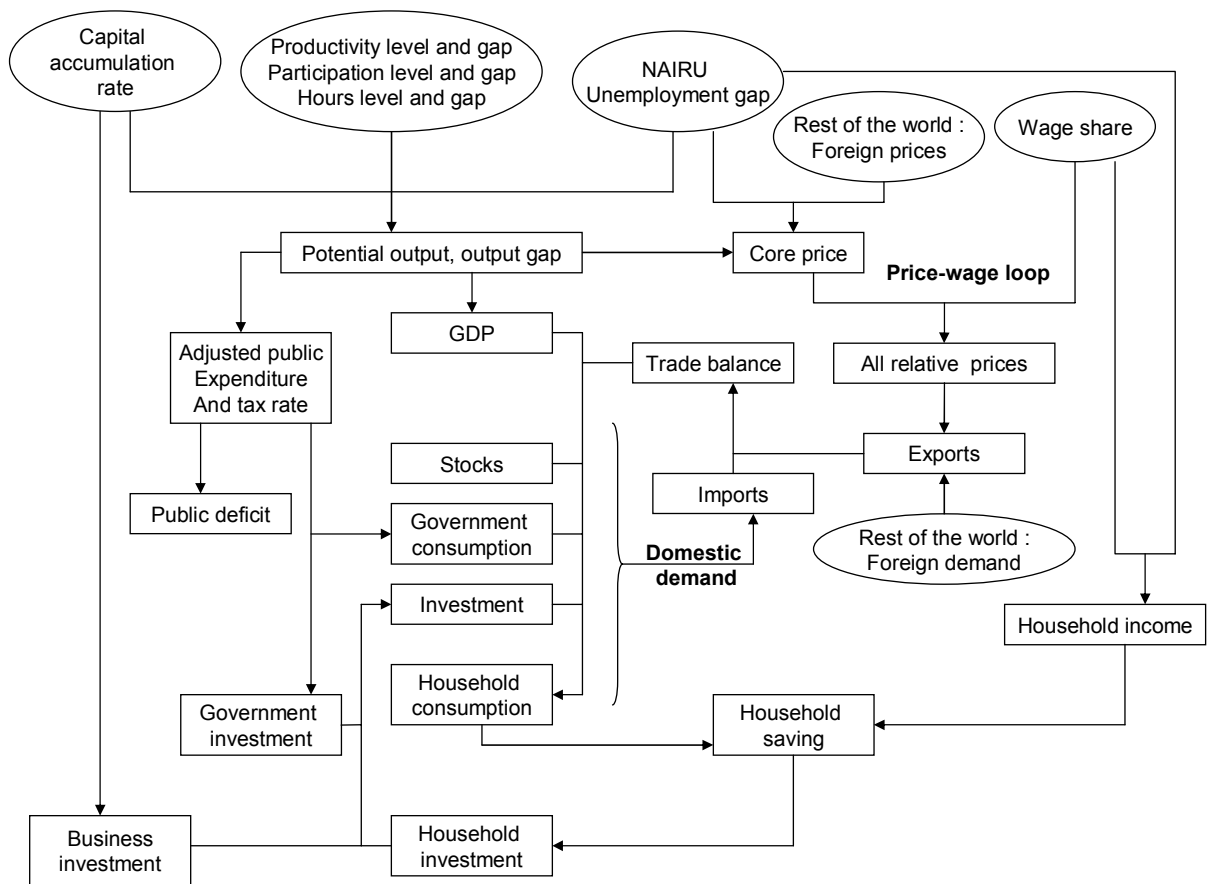 Capital
accumulation
rate
Productivity level and gap
Participation level and gap
Hours level and gap
NAIRU
Unemployment gap
Rest of the world :
Foreign prices
Wage share
Potential output, output gap
Core price
Price-wage loop
GDP
Adjusted public
Expenditure
And tax rate
Trade balance
All relative prices
Stocks
Exports
Imports
Public deficit
Government
consumption
Rest of the world :
Foreign demand
Domestic
demand
Investment
Household income
Household
consumption
Government
investment
Household
saving
Business
investment
Household
investment